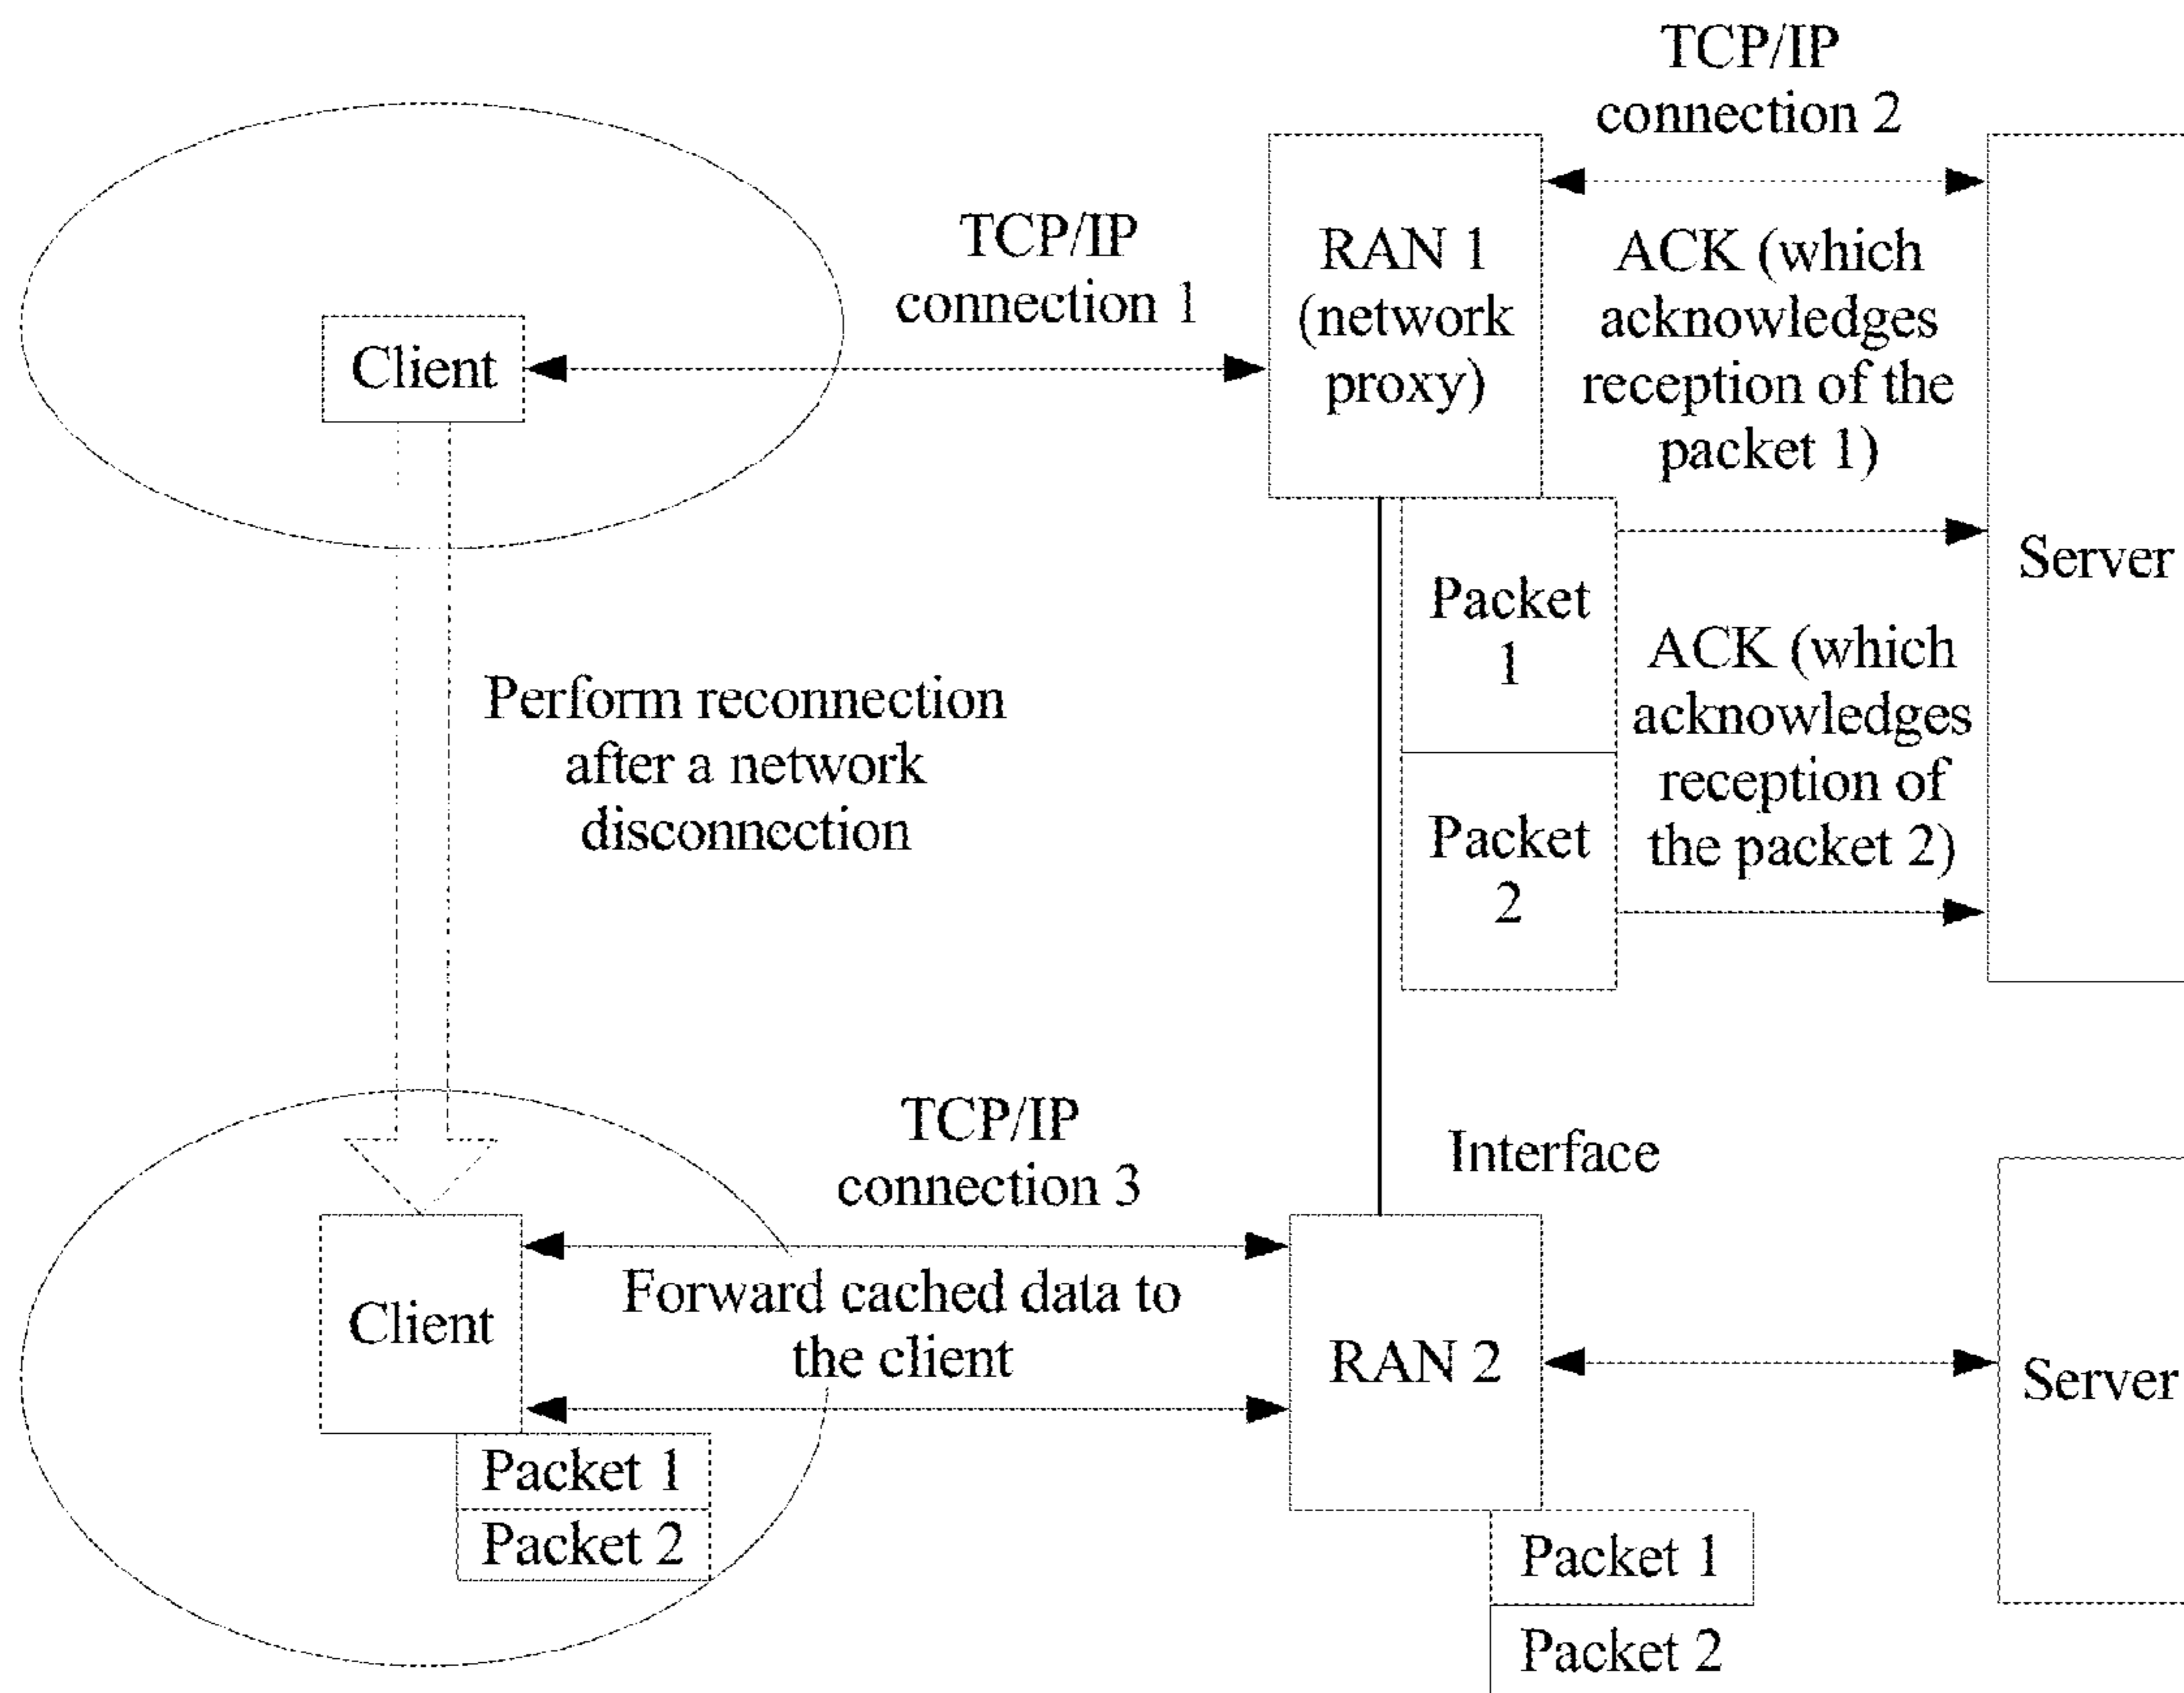 TCP/IP
connection 2
TCP/IP
connection 1
RAN 1
(network
proxy)
ACK (which
acknowledges
reception of the
packet 1)
Client
Server
Packet
1
ACK (which
acknowledges
reception of
the packet 2)
Perform reconnection
after a network
disconnection
Packet
2
TCP/IP
connection 3
Interface
Client
Forward cached data to
the client
RAN 2
Server
Packet 1
Packet 2
Packet 1
Packet 2